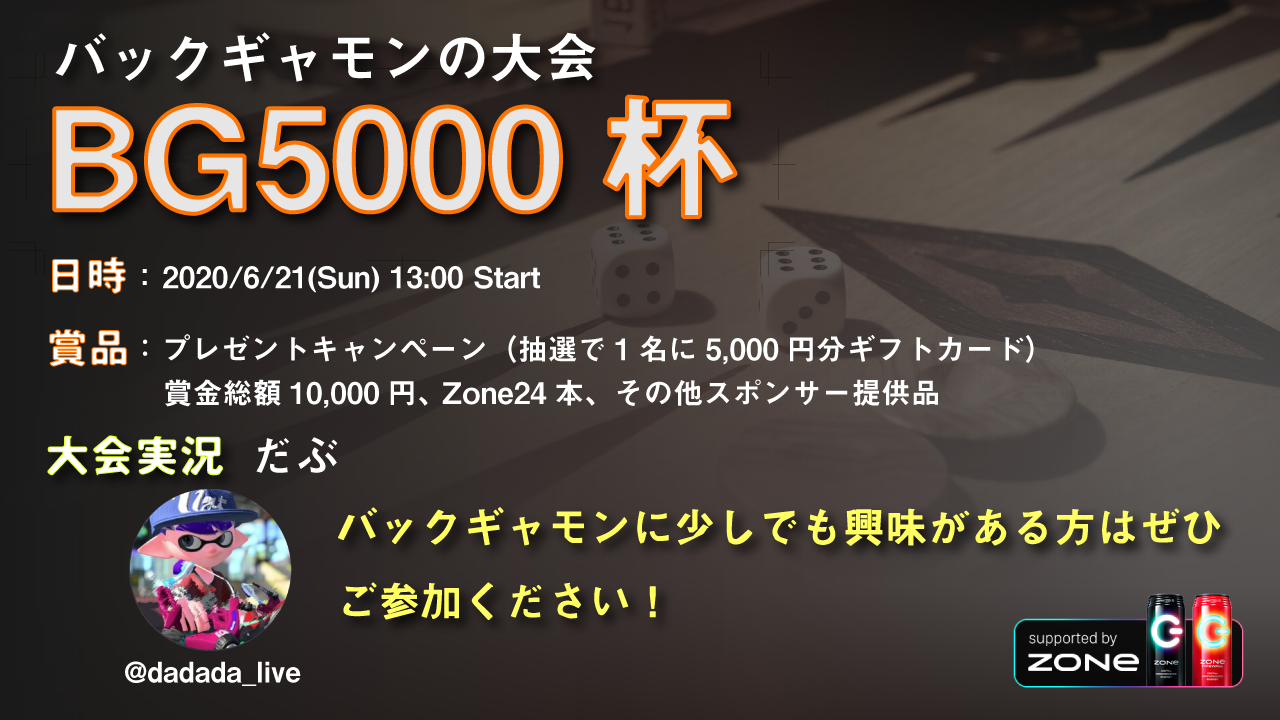 バックギャモンの大会
BG5000 杯
日時：2020/6/21(Sun) 13:00 Start
賞品：プレゼントキャンペーン（抽選で 1 名に 5,000 円分ギフトカード）
賞金総額 10,000 円、Zone24 本、その他スポンサー提供品
大会実況 だぶ
バックギャモンに少しでも興味がある方はぜひ
ご参加ください！
@dadada_live
supported by
ZONe
ZONe
ZONe